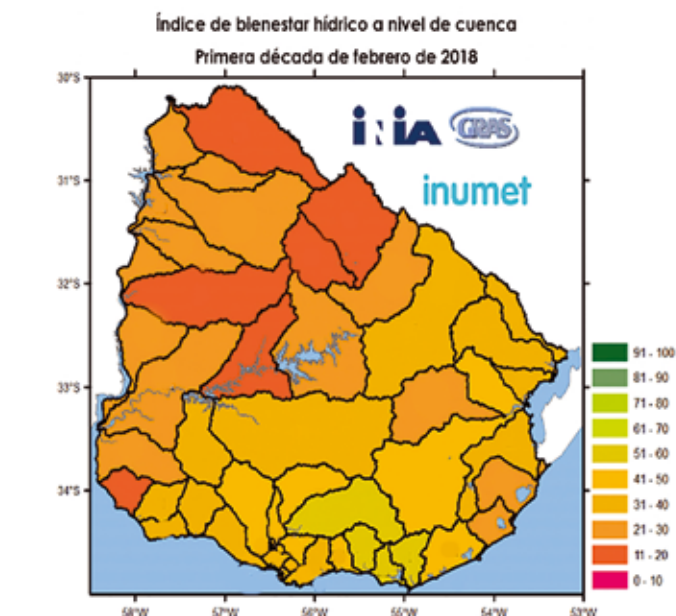 Índice de bienestar hídrico a nivel de cuenca
Primera década de febrero de 2018
30°S
31°S
32°S
33°S
34°S
58°W
57°W
56°W
55°W
54°W
53°W
iNiA
GRAS
inumet
91 - 100
81 - 90
71 - 80
61 - 70
51 - 60
41 - 50
31 - 40
21 - 30
11 - 20
0 - 10